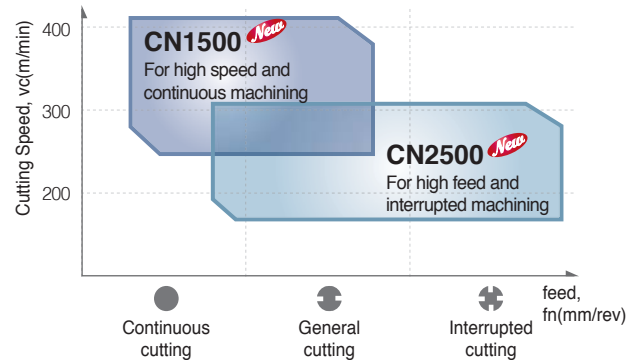 Cutting Speed, vc(m/min)
400
300
200
CN1500 New
For high speed and
continuous machining
CN2500 New
For high feed and
interrupted machining
Continuous
cutting
General
cutting
Interrupted
cutting
feed,
fn(mm/rev)